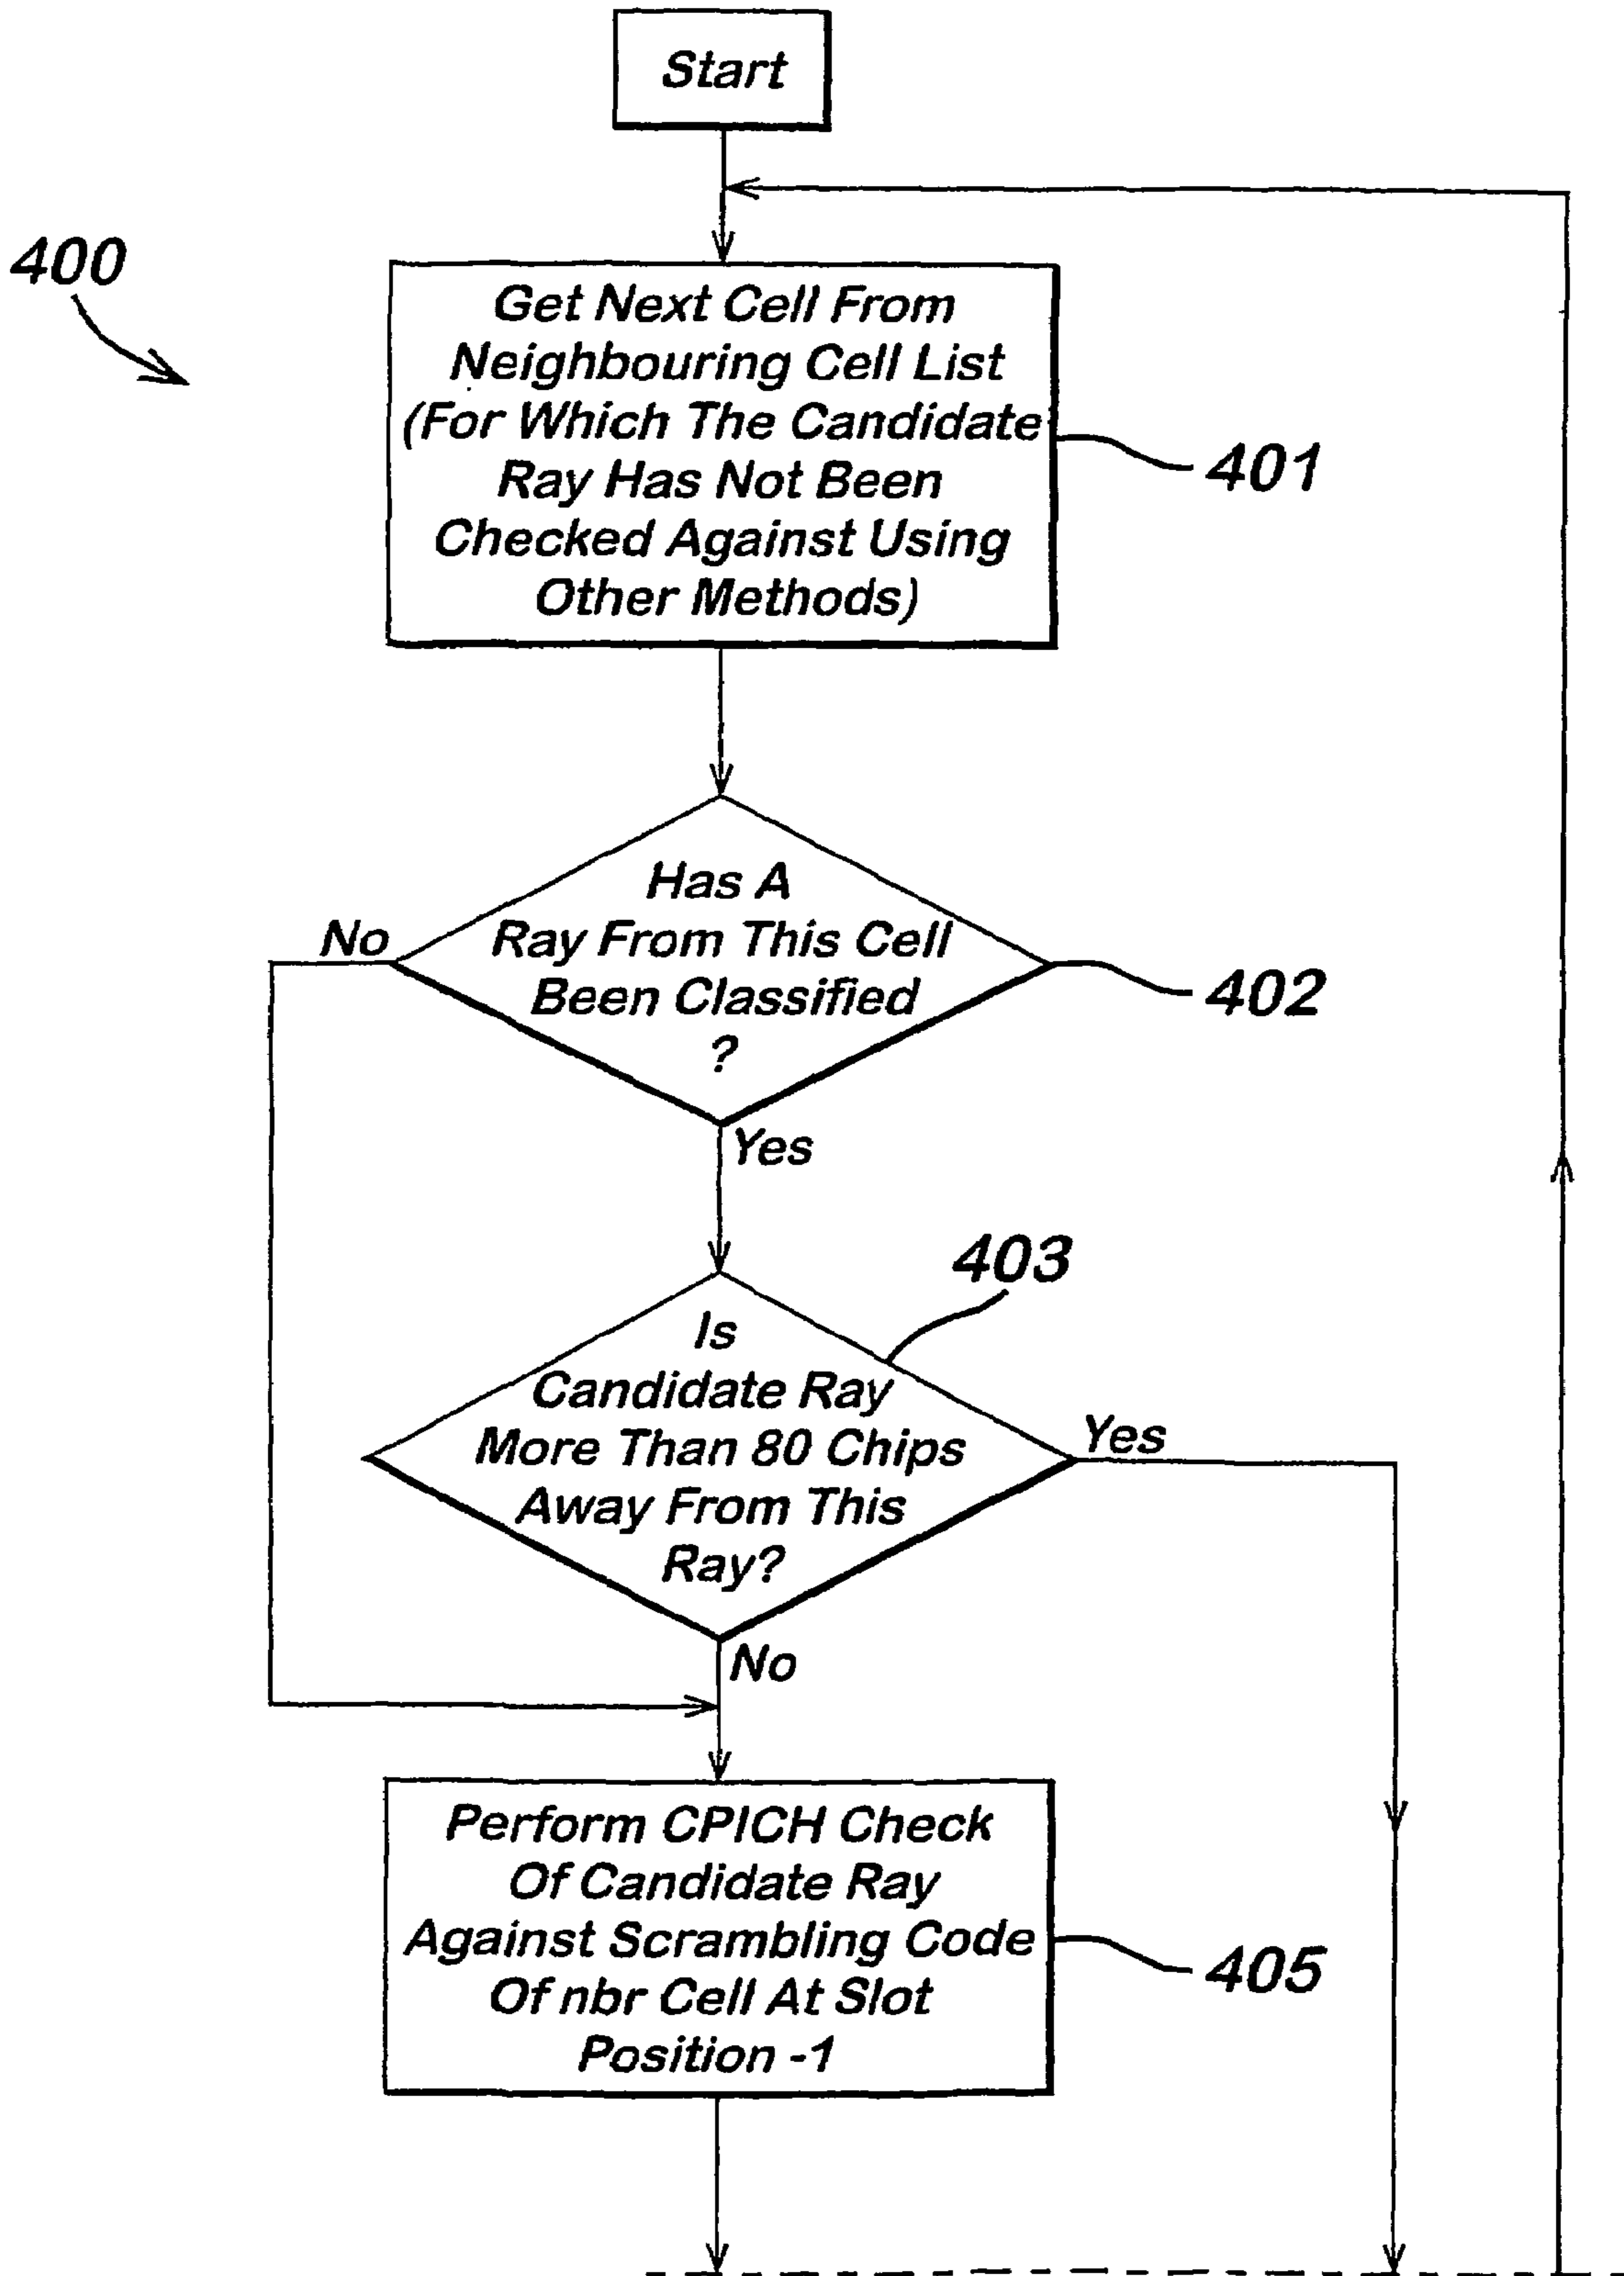 Start
400
Get Next Cell From
Neighbouring Cell List
(For Which The Candidate
Ray Has Not Been
Checked Against Using
Other Methods)
401
Has A
Ray From This Cell
Been Classified
?
No
402
Yes
403
Is
Candidate Ray
More Than 80 Chips
Away From This
Ray?
Yes
No
Perform CPICH Check
Of Candidate Ray
Against Scrambling Code
Of nbr Cell At Slot
Position -1
405